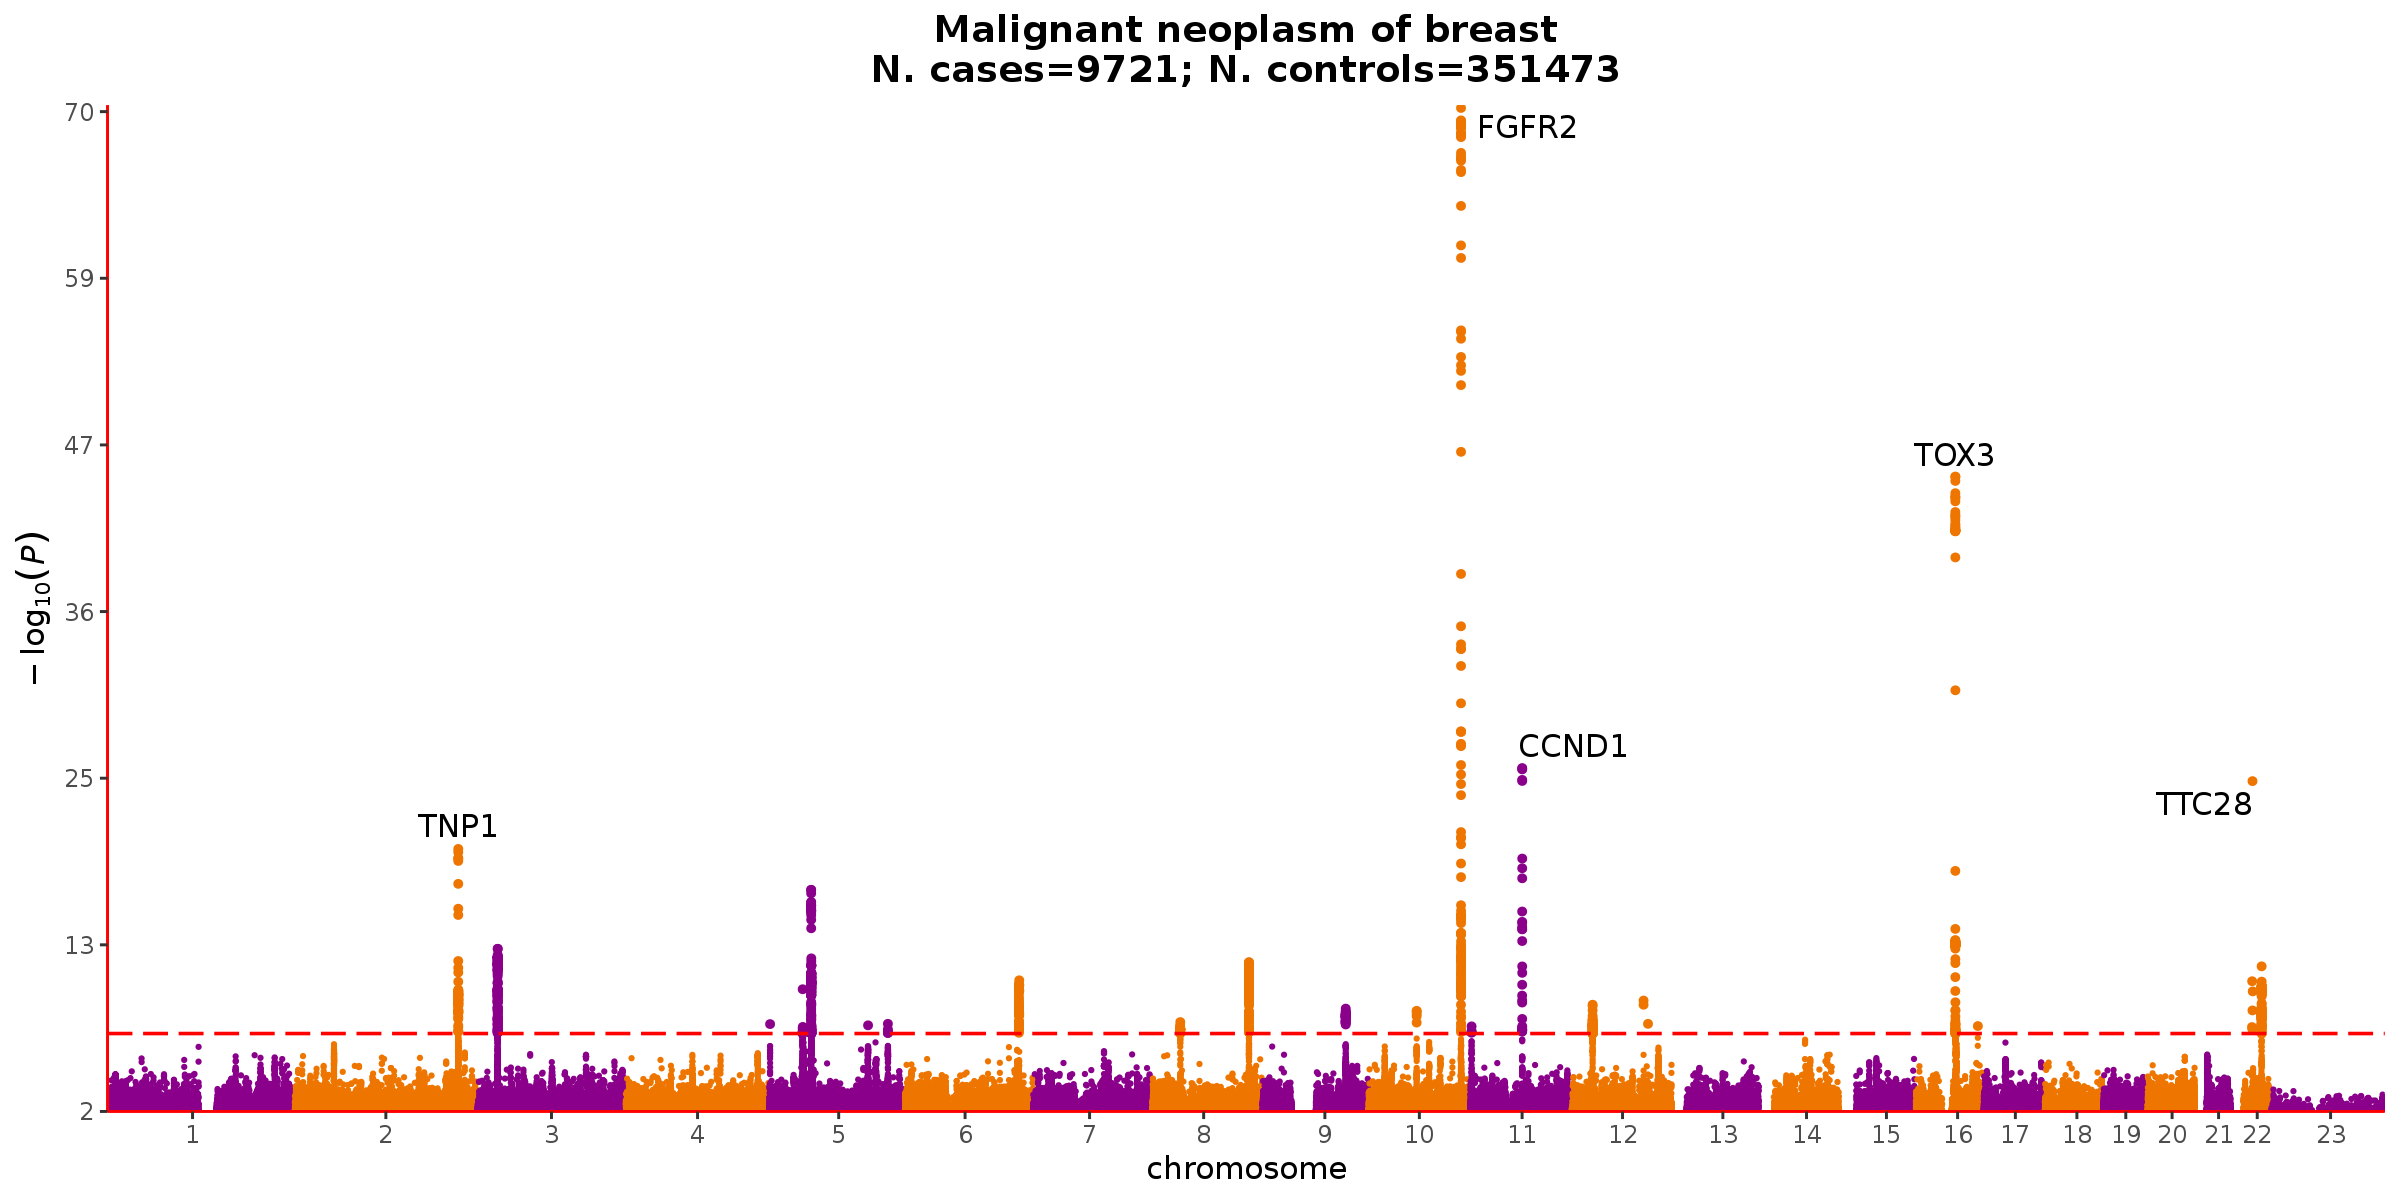 Malignant neoplasm of breast
N. cases=9721; N. controls=351473
70
FGFR2
59
47
TOX3
36
CCND1
25
TTC28
TNP1
13
2
−log10(P)
1 2 3 4 5 6 7 8 9 10 11 12 13 14 15 16 17 18 19 20 21 22 23
chromosome